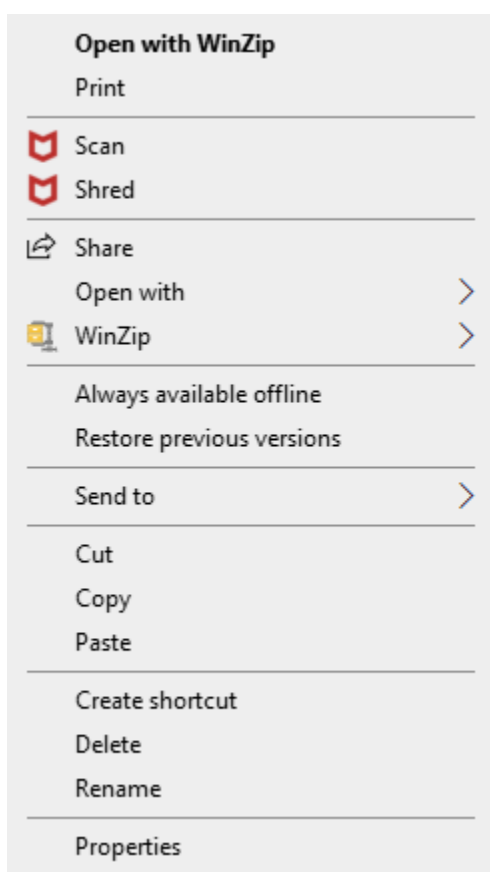 Open with WinZip
Print
Scan
Shred
Share
Open with
WinZip
Always available offline
Restore previous versions
Send to
Cut
Copy
Paste
Create shortcut
Delete
Rename
Properties